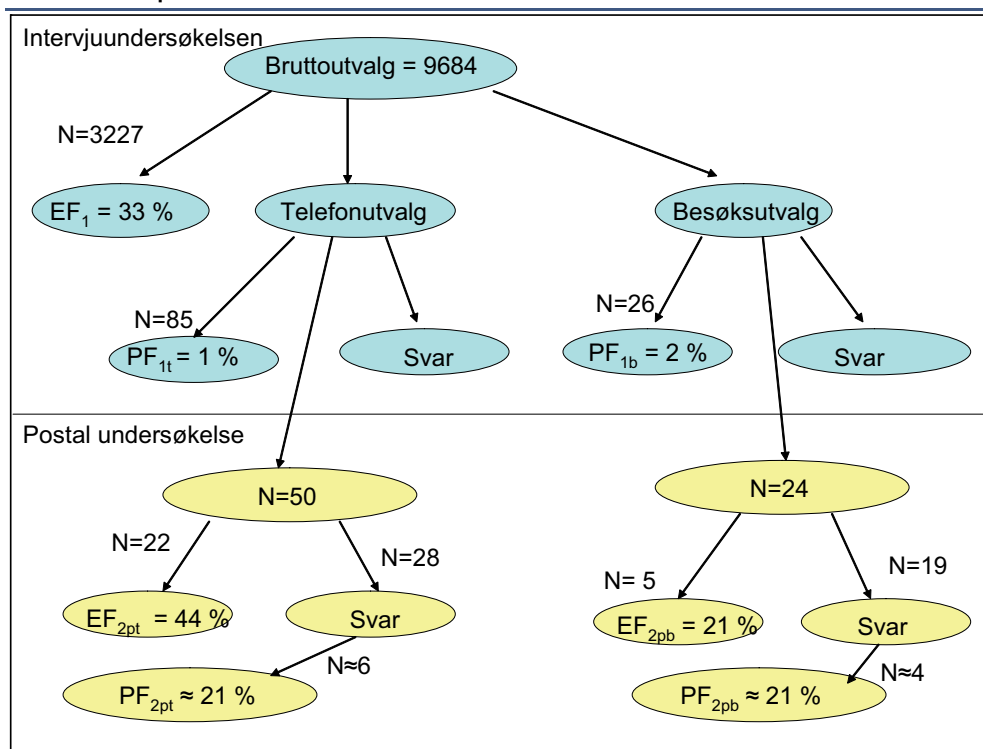 Intervjuundersøkelsen
Bruttoutvalg = 9684
N=3227
EF1 = 33 %
Telefonutvalg
Besøksutvalg
N=85
N=26
PF1t = 1 %
Svar
PF1b = 2 %
Svar
Postal undersøkelse
N=50
N=24
N=22
N=28
N= 5
N=19
EF2pt = 44 %
Svar
EF2pb = 21 %
Svar
N≈6
N≈4
PF2pt ≈ 21 %
PF2pb ≈ 21 %